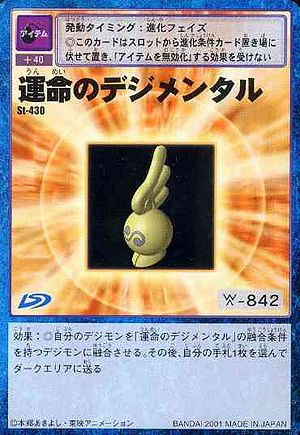 アイテム
+40
発動タイミング：進化フェイズ
◎このカードはスロットから進化条件カード置き場に
伏せて置き、「アイテムを無効化」する効果を受けない
運命のデジメンタル
うん めい
St-430
W-842
効果：◎自分のデジモンを「運命のデジメンタル」の融合条件
を持つデジモンに融合させる。その後、自分の手札1枚を選んで
ダークエリアに送る
©本郷あきよし・東映アニメーション
BANDAI 2001 MADE IN JAPAN